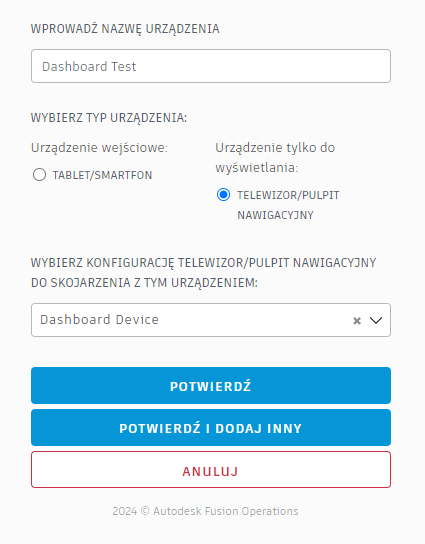 WPROWADŹ NAZWĘ URZĄDZENIA
Dashboard Test
WYBIERZ TYP URZĄDZENIA:
Urządzenie wejściowe:
TABLET/SMARTFON
Urządzenie tylko do
wyświetlania:
TELEWIZOR/PULPIT
NAWIGACYJNY
WYBIERZ KONFIGURACJĘ TELEWIZOR/PULPIT NAWIGACYJNY
DO SKOJARZENIA Z TYM URZĄDZENIEM:
Dashboard Device
POTWIERDŹ
POTWIERDŹ I DODAJ INNY
ANULUJ
2024 © Autodesk Fusion Operations